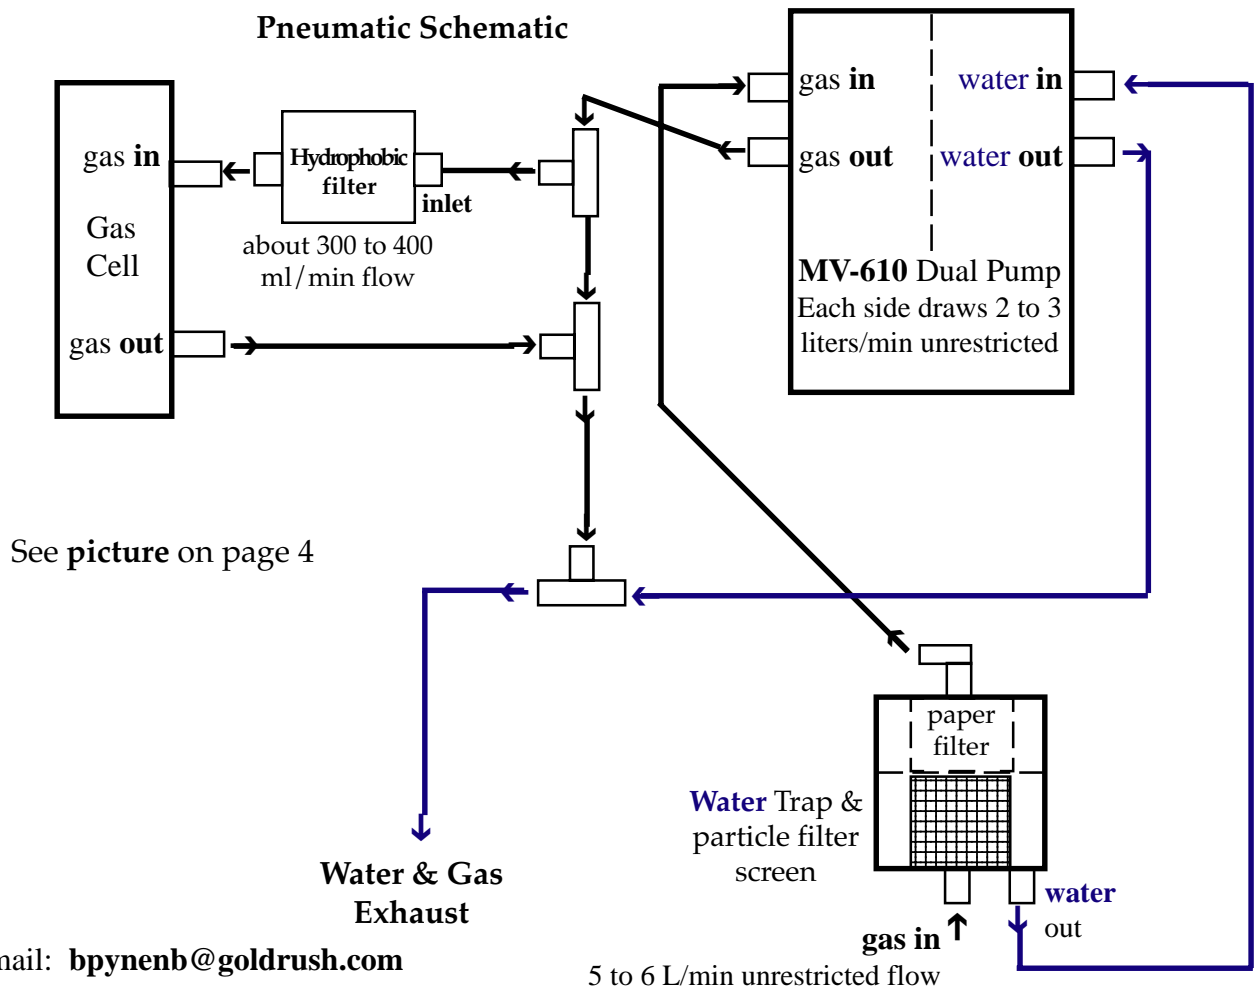 Pneumatic Schematic
gas in
gas out
water in
water out
MV-610 Dual Pump
Each side draws 2 to 3
liters/min unrestricted
gas in
Gas
Cell
gas out
Hydrophobic
filter
inlet
about 300 to 400
ml/min flow
See picture on page 4
paper
filter
Water Trap &
particle filter
screen
Water & Gas
Exhaust
water
out
gas in
5 to 6 L/min unrestricted flow
mail: bpynenb@goldrush.com